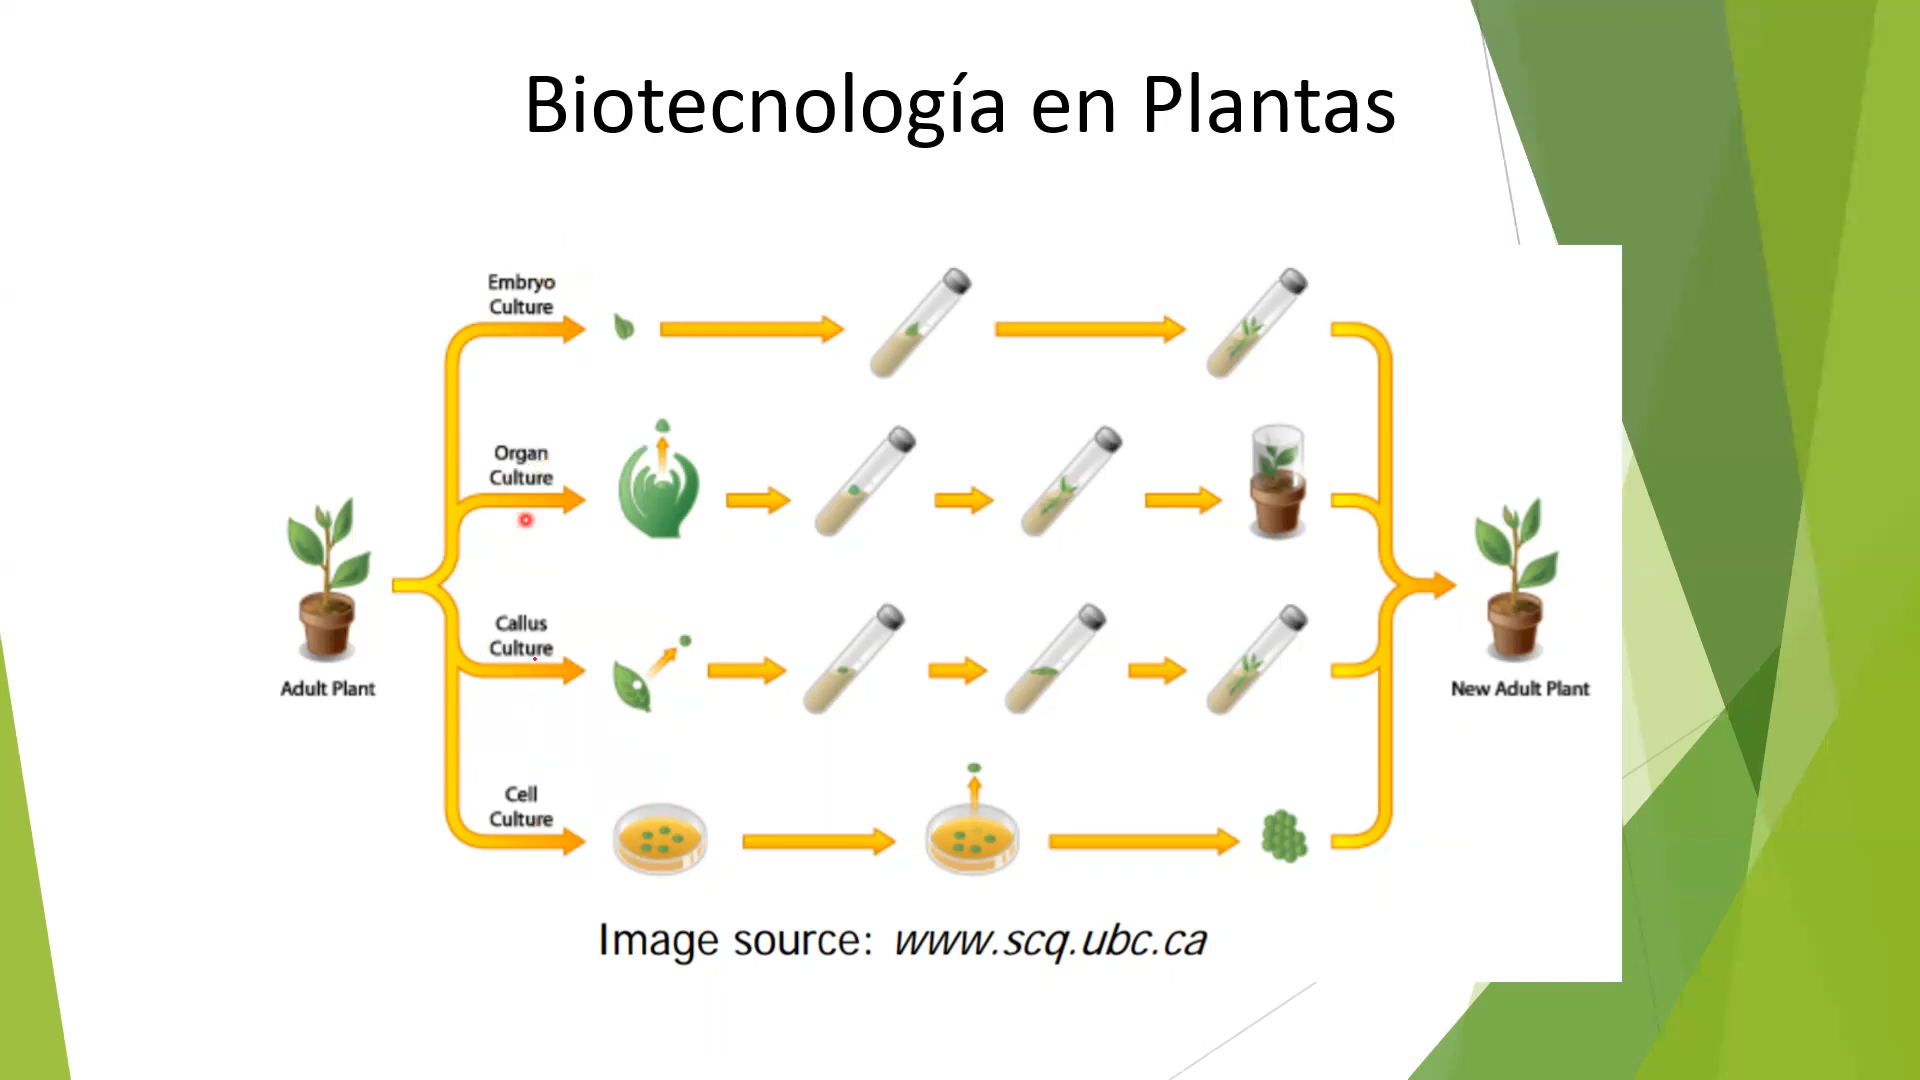 Biotecnología en Plantas
Embryo
Culture
Organ
Culture
Callus
Culture
Cell
Culture
Adult Plant
New Adult Plant
Image source: www.scq.ubc.ca